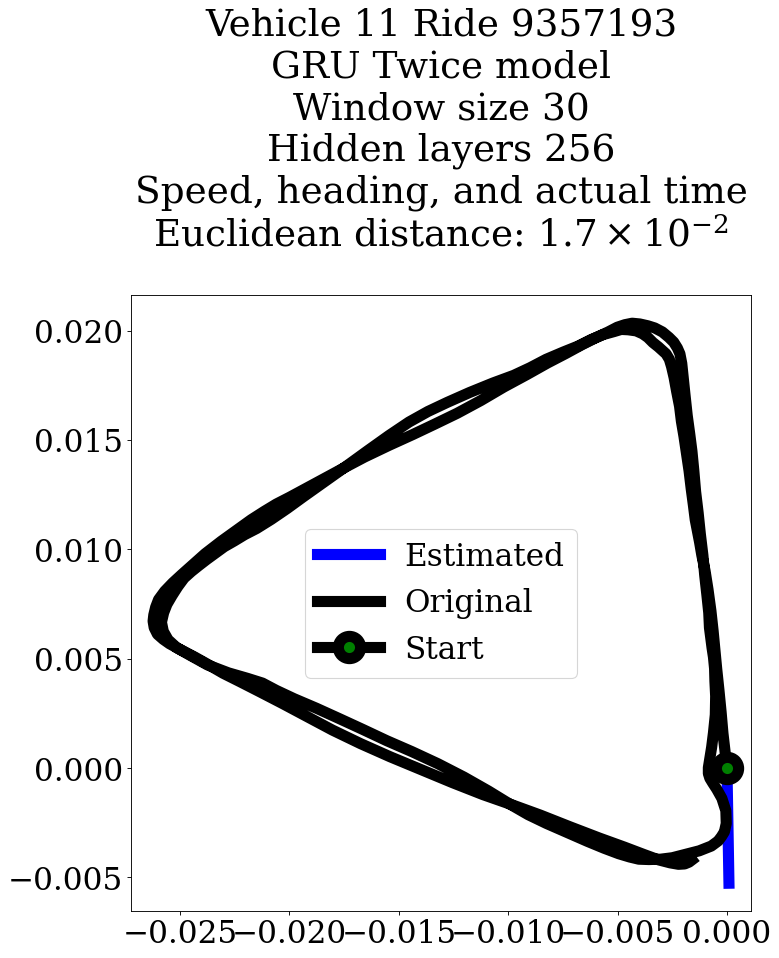 Vehicle 11 Ride 9357193
GRU Twice model
Window size 30
Hidden layers 256
Speed, heading, and actual time
Euclidean distance: 1.7 × 10⁻²
0.020
0.015
0.010
0.005
0.000
−0.005
Estimated
Original
Start
−0.025 −0.020 −0.015 −0.010 −0.005 0.000